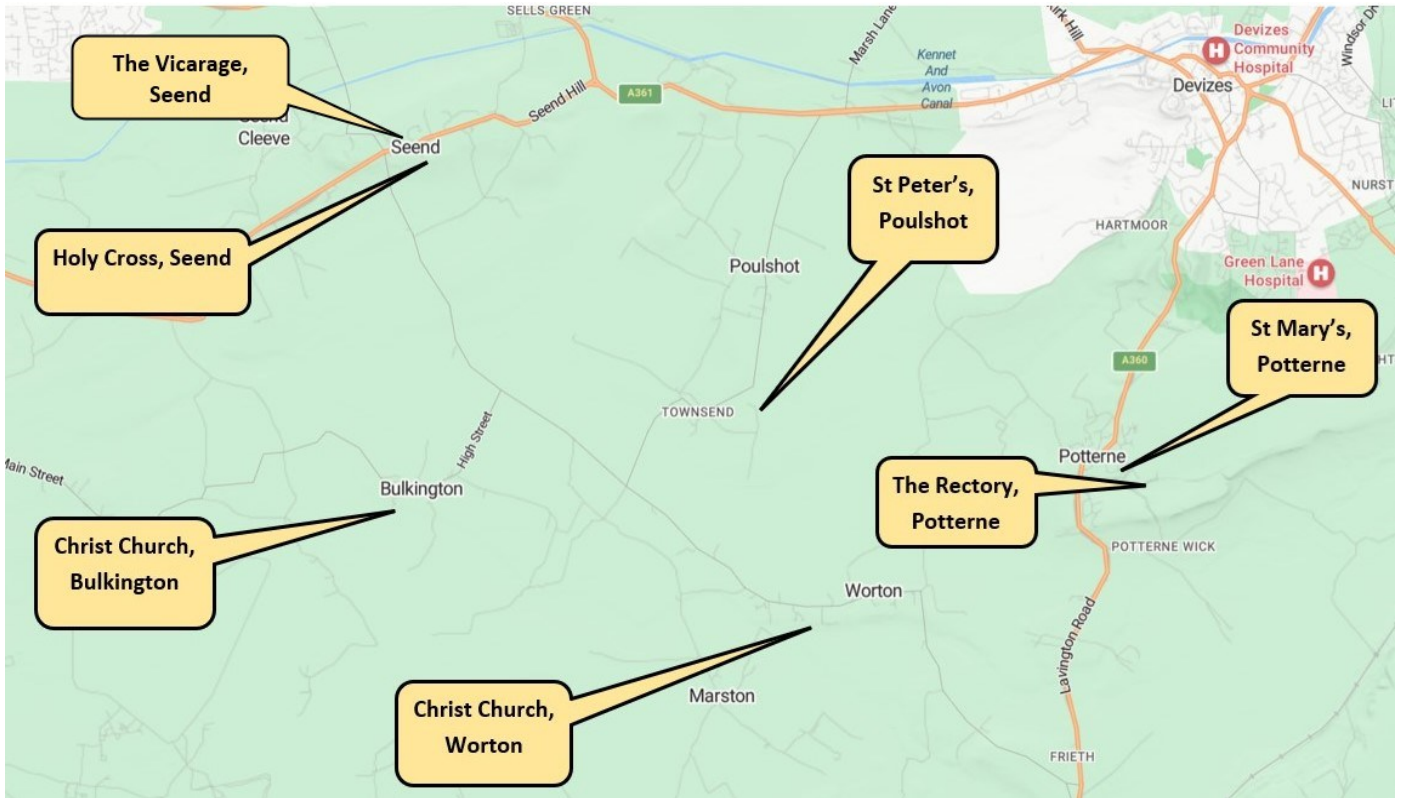 SELLS GREEN
Kirk Hill
Marsh Lane
Windsor Dr
Devizes
Community
Hospital
H
The Vicarage,
Seend
Kennet
And
Avon
Canal
Devizes
A361
Seend Hill
Seend
Cleeve
Seend
St Peter’s,
Poulshot
NURST
HARTMOOR
Holy Cross, Seend
Poulshot
Green Lane
Hospital
H
St Mary’s,
Potterne
A360
HT
TOWNSEND
High Street
Main Street
Potterne
Bulkington
The Rectory,
Potterne
Christ Church,
Bulkington
POTTERNE WICK
Worton
Lavington Road
Marston
Christ Church,
Worton
FRIETH